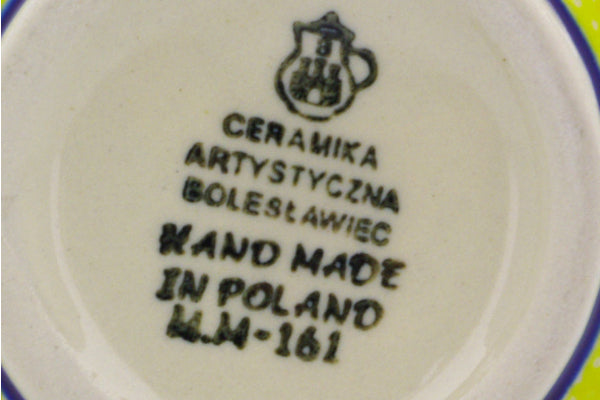 CERAMIKA
ARTYSTYCZNA
BOLESŁAWIEC
HAND MADE
IN POLAND
M.M-161